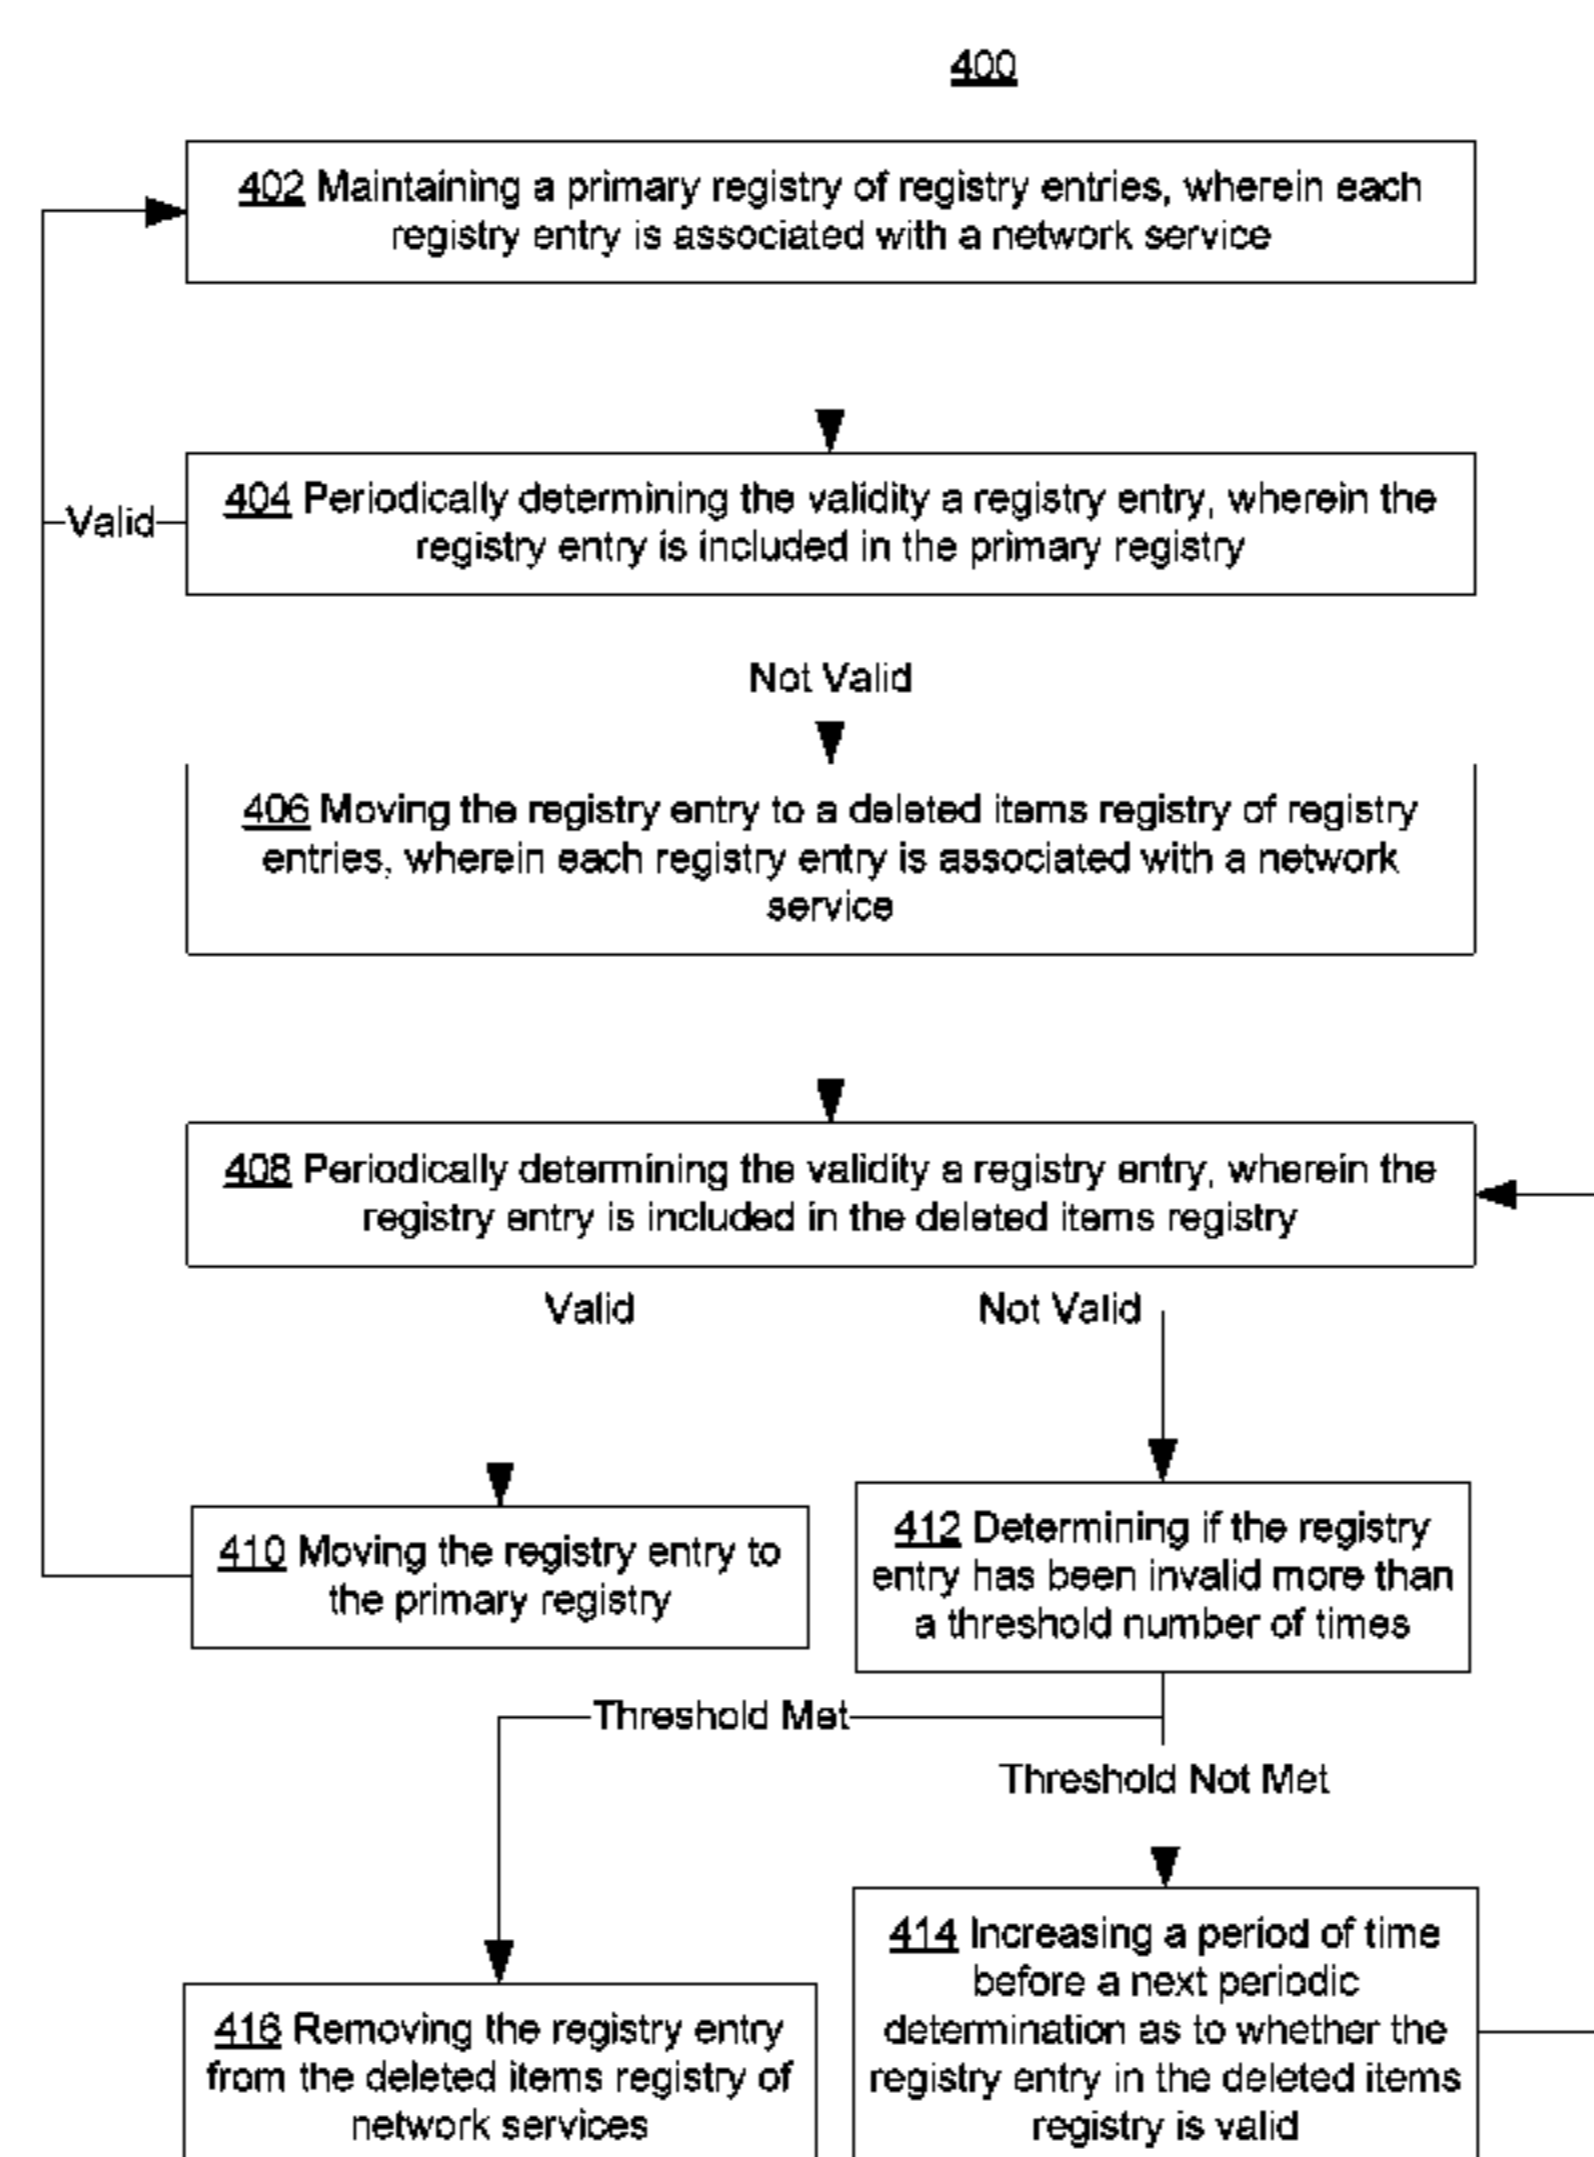 400
402 Maintaining a primary registry of registry entries, wherein each
registry entry is associated with a network service
404 Periodically determining the validity a registry entry, wherein the
registry entry is included in the primary registry
Valid
Not Valid
406 Moving the registry entry to a deleted items registry of registry
entries, wherein each registry entry is associated with a network
service
408 Periodically determining the validity a registry entry, wherein the
registry entry is included in the deleted items registry
Valid
Not Valid
410 Moving the registry entry to
the primary registry
412 Determining if the registry
entry has been invalid more than
a threshold number of times
Threshold Met
Threshold Not Met
416 Removing the registry entry
from the deleted items registry of
network services
414 Increasing a period of time
before a next periodic
determination as to whether the
registry entry in the deleted items
registry is valid